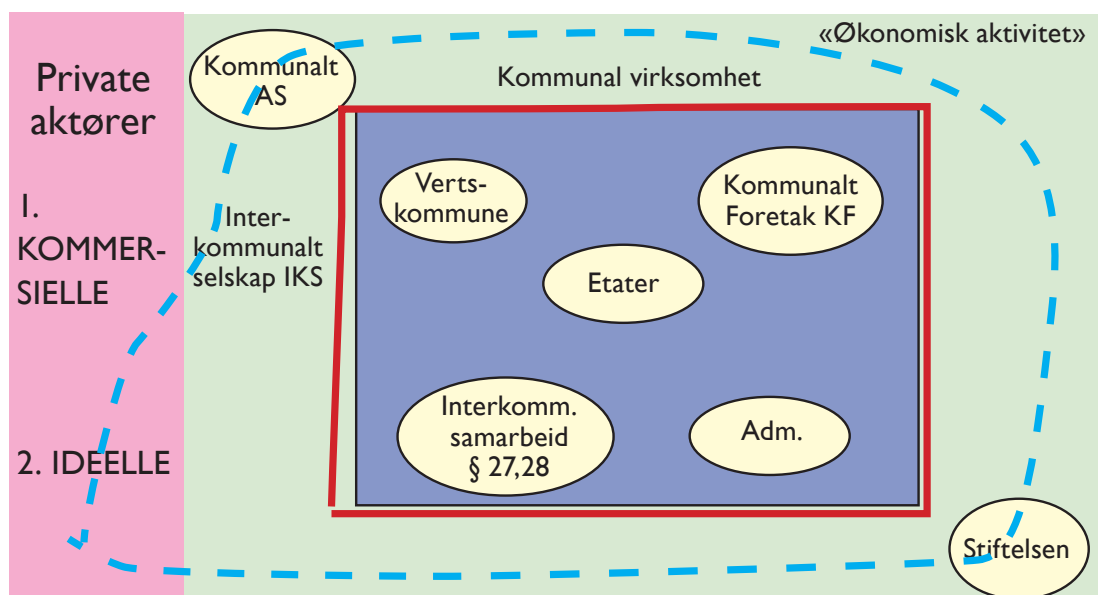 Private
aktører
1.
KOMMER-
SIELLE
2. IDEELLE
Kommunalt
AS
«Økonomisk aktivitet»
Kommunal virksomhet
Inter-
kommunalt
selskap IKS
Verts-
kommune
Kommunalt
Foretak KF
Etater
Interkomm.
samarbeid
§ 27,28
Adm.
Stiftelsen